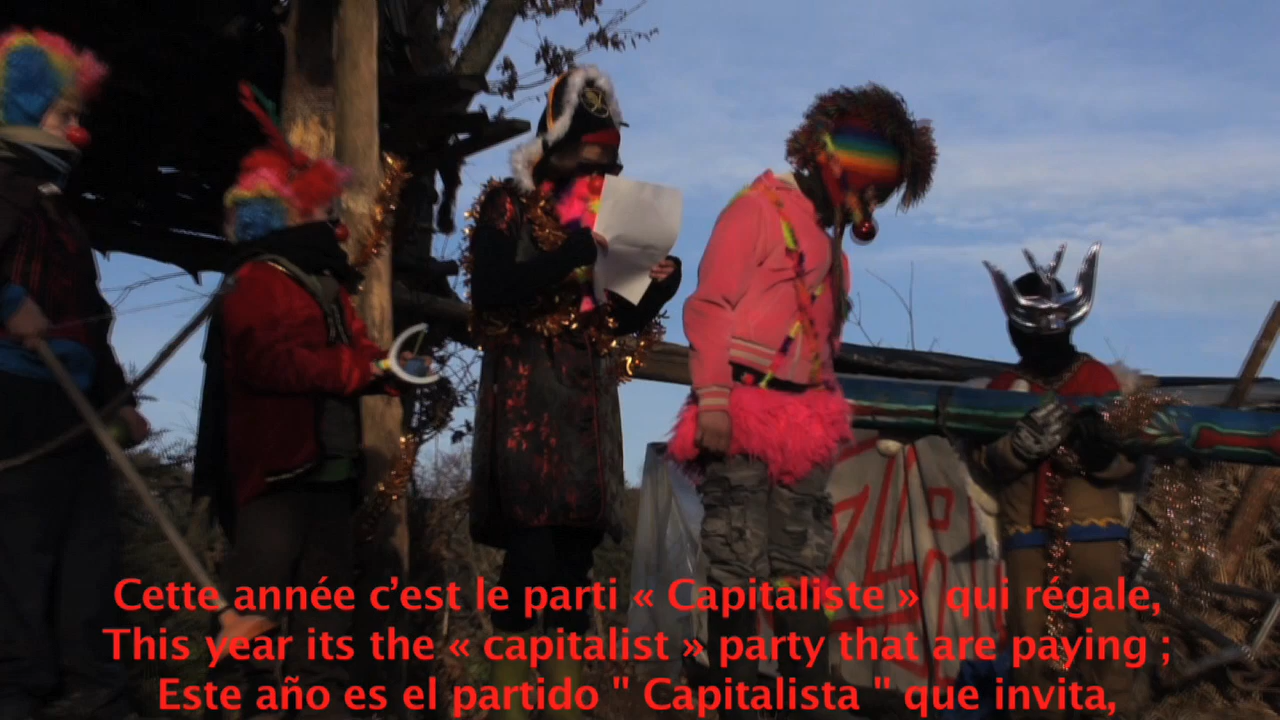 Cette année c’est le parti « Capitaliste »  qui régale,
This year its the « capitalist » party that are paying ;
Este año es el partido " Capitalista " que invita,